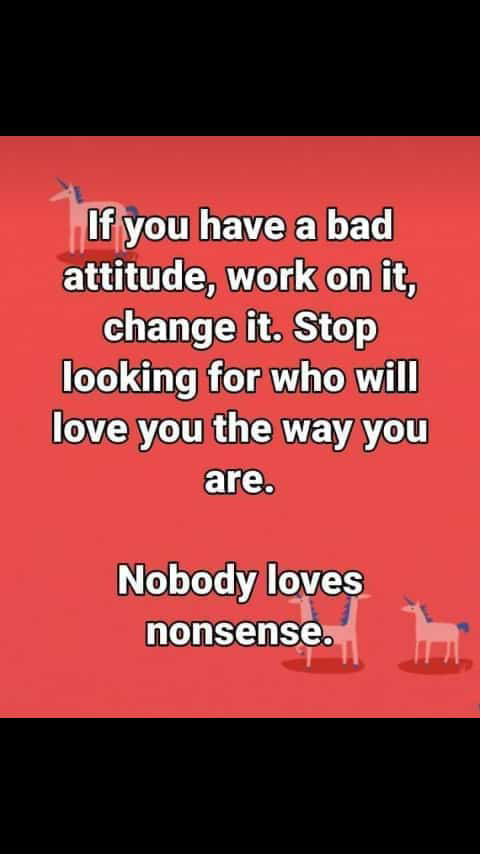 If you have a bad
attitude, work on it,
change it. Stop
looking for who will
love you the way you
are.
Nobody loves
nonsense.